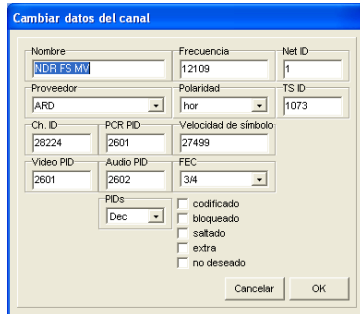 Cambiar datos del canal
Nombre Frecuencia Net ID
NDR FS MV 12109 1
Proveedor Polaridad TS ID
ARD hor 1073
Ch. ID PCR PID Velocidad de símbolo
28224 2601 27499
Video PID Audio PID FEC
2601 2602 3/4
PIDs
Dec
codificado
bloqueado
saltado
extra
no deseado
Cancelar OK